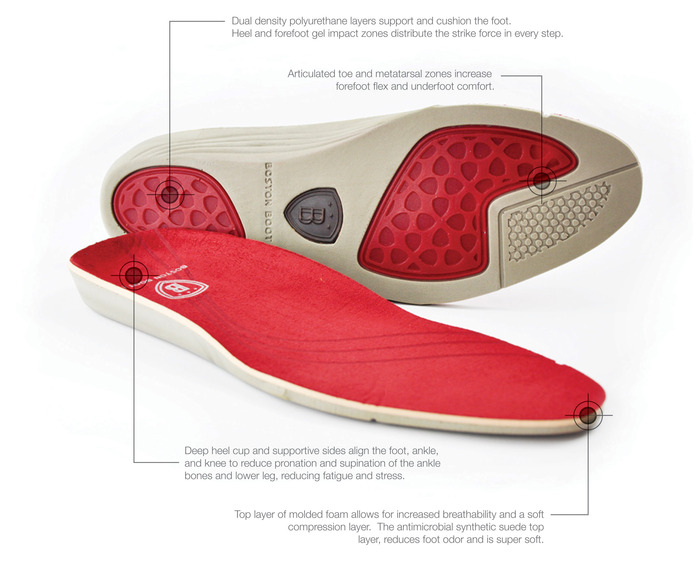 Dual density polyurethane layers support and cushion the foot.
Heel and forefoot gel impact zones distribute the strike force in every step.
Articulated toe and metatarsal zones increase
forefoot flex and underfoot comfort.
BOSTON BOOT
B
BOSTON BOOT
B
Deep heel cup and supportive sides align the foot, ankle,
and knee to reduce pronation and supination of the ankle
bones and lower leg, reducing fatigue and stress.
Top layer of molded foam allows for increased breathability and a soft
compression layer.  The antimicrobial synthetic suede top
layer, reduces foot odor and is super soft.